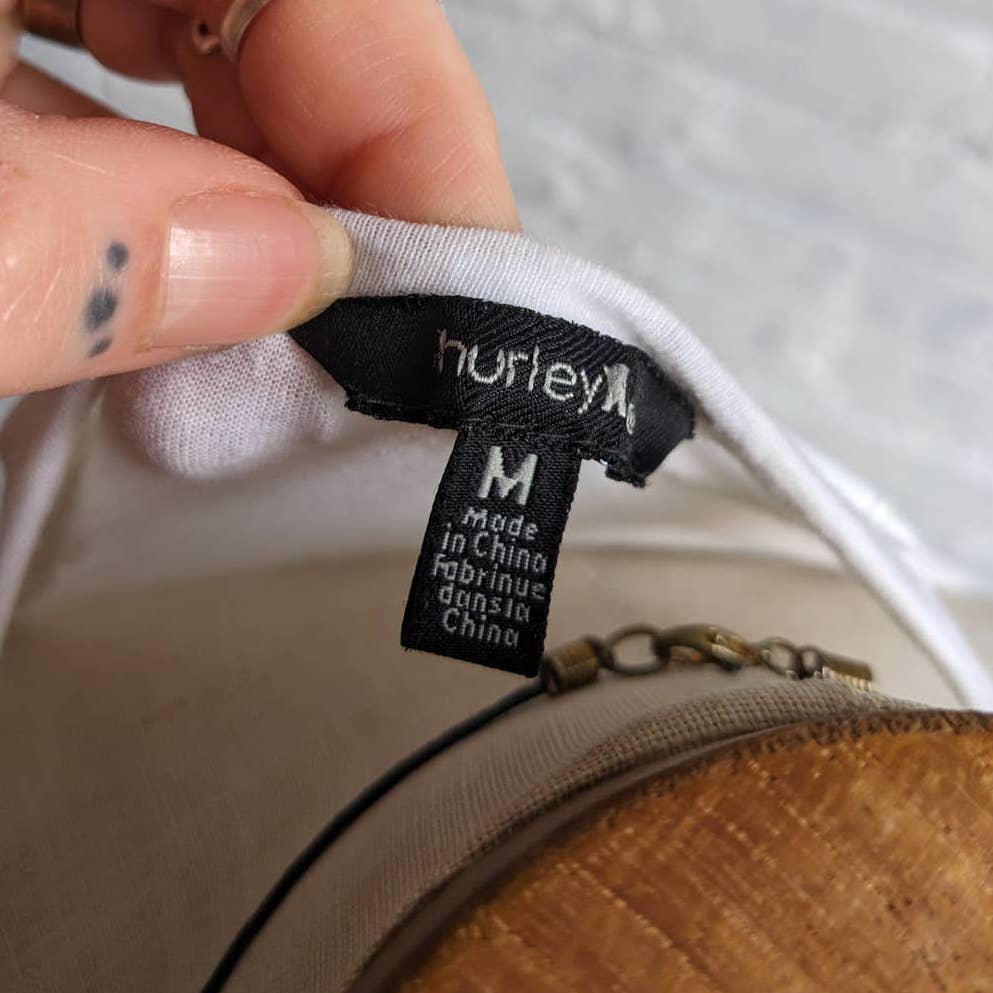 hurley
M
Made
in China
Fabrinue
dansla
China